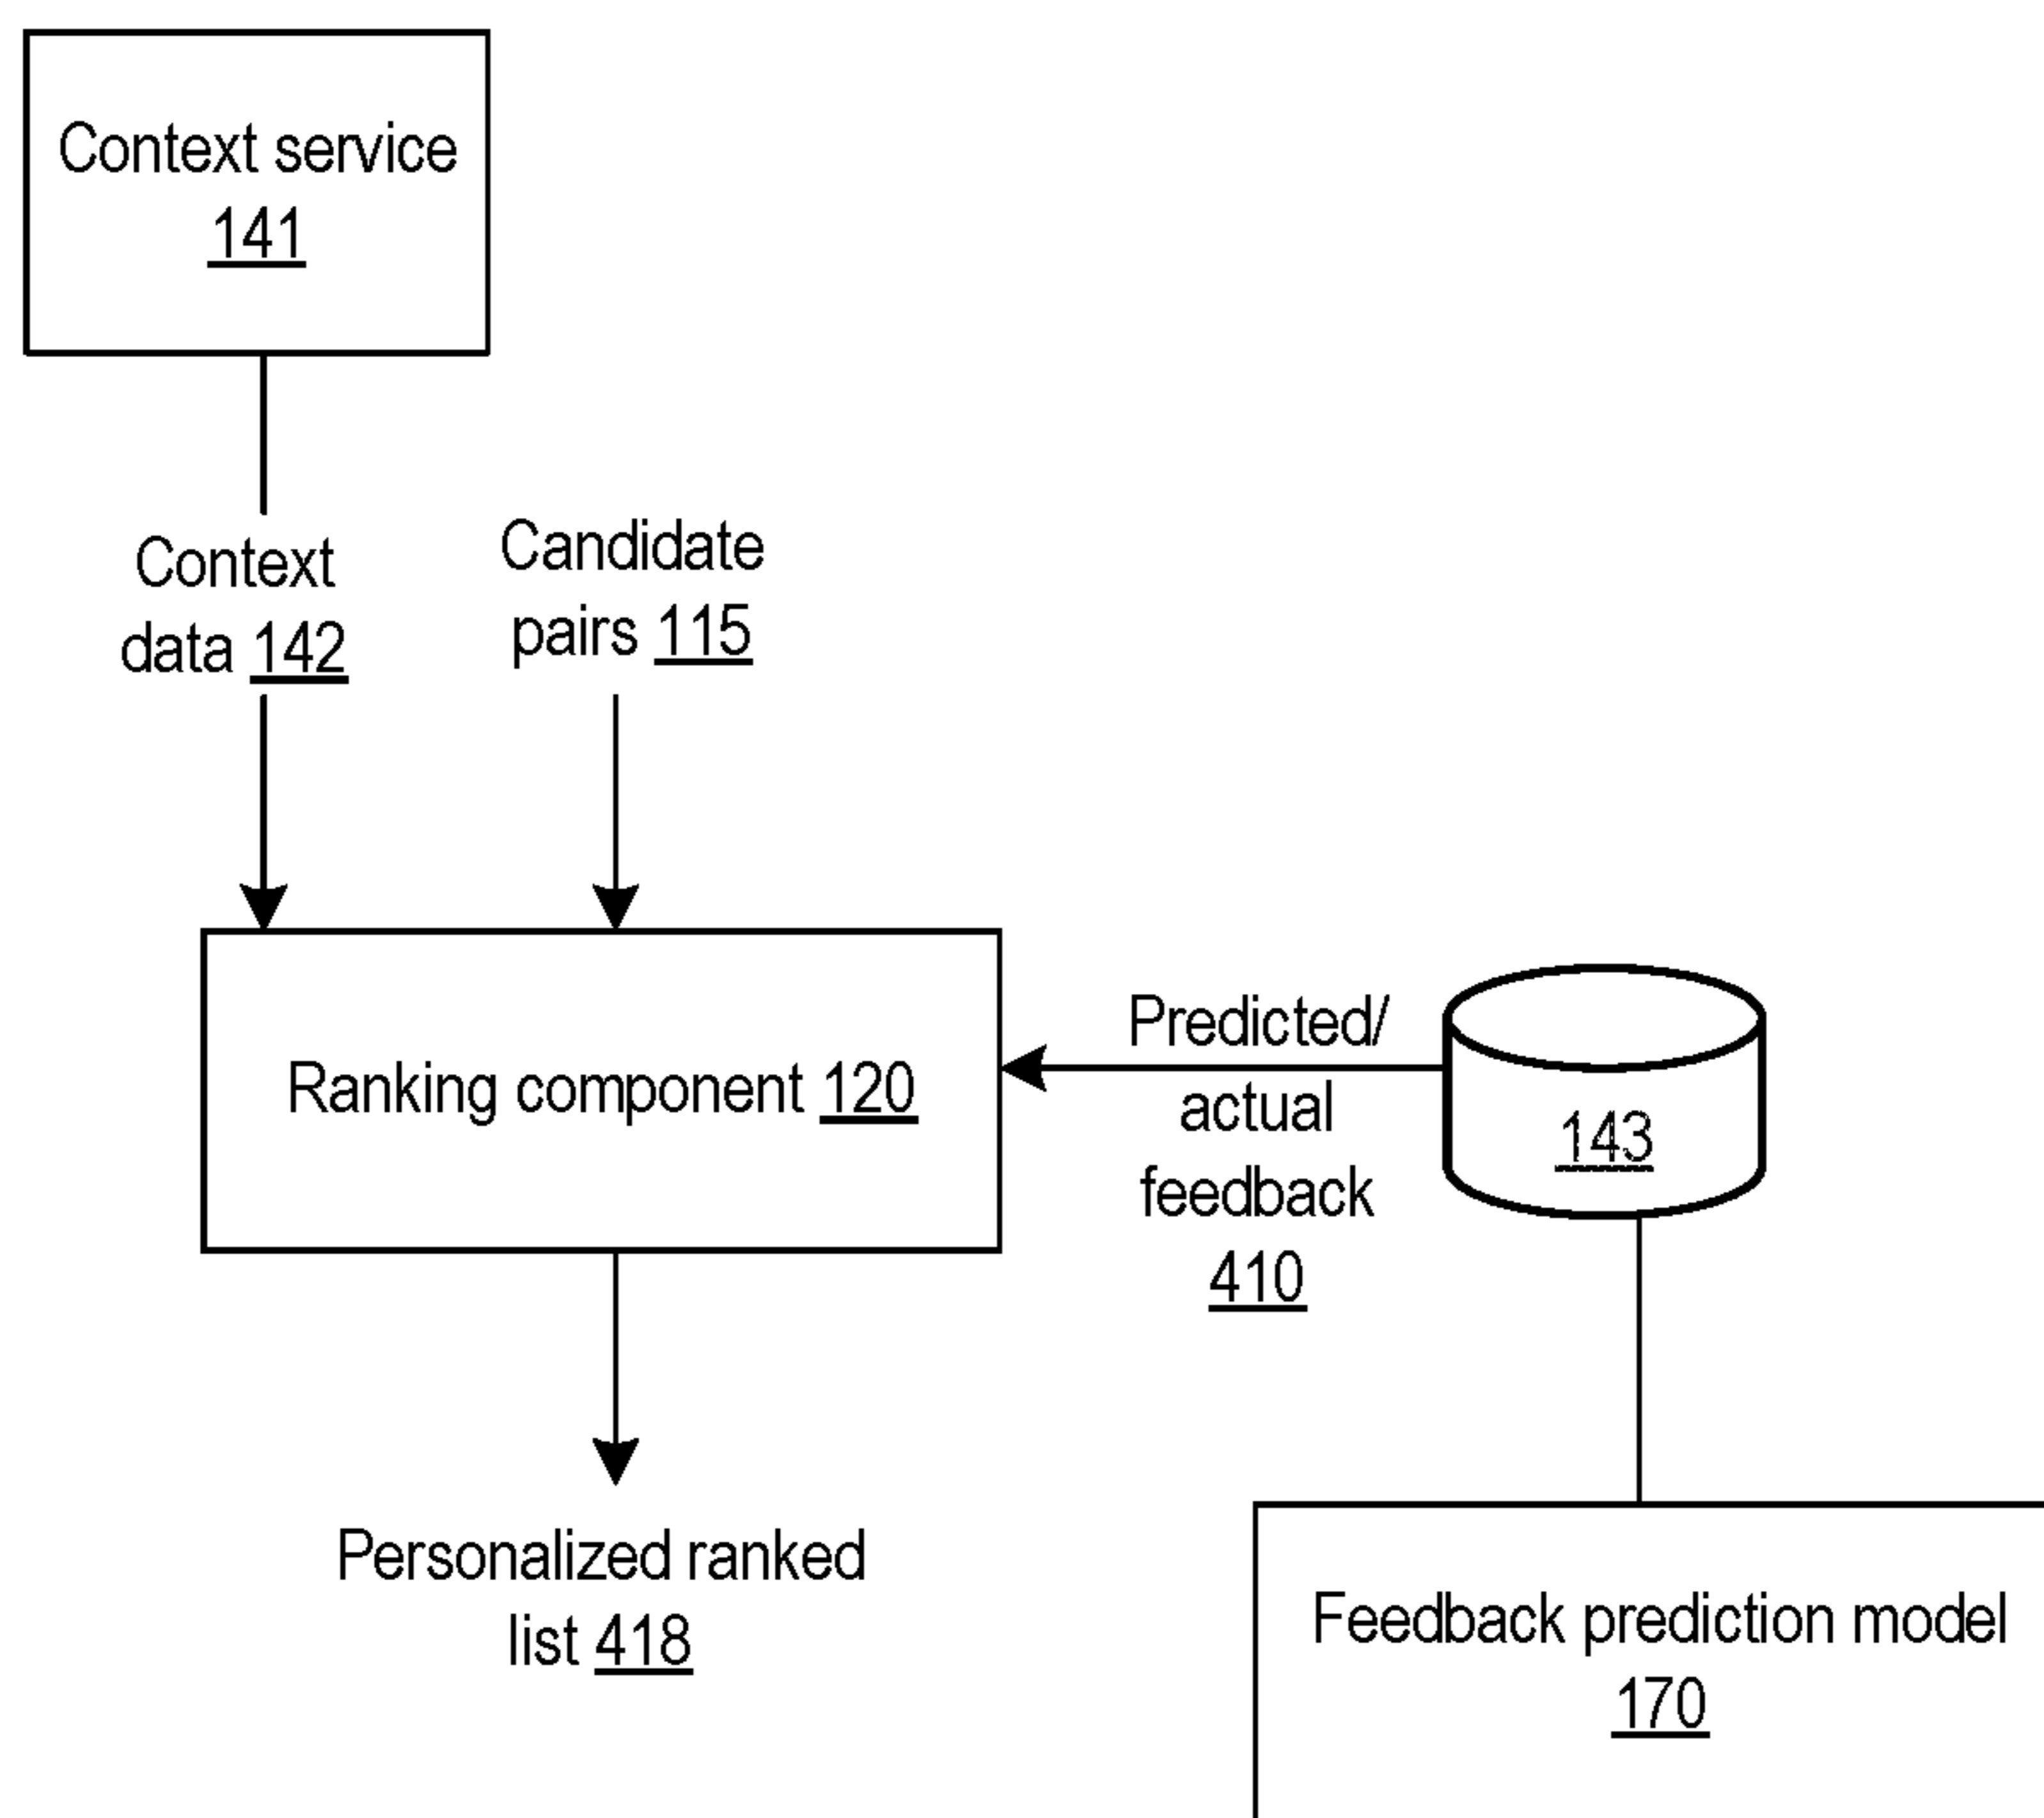 Context service
141
Context
data 142
Candidate
pairs 115
Ranking component 120
Predicted/
actual
feedback
410
143
Personalized ranked
list 418
Feedback prediction model
170